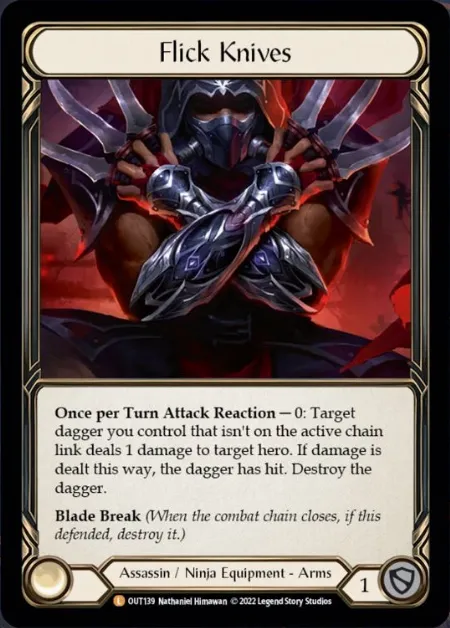 Flick Knives
Once per Turn Attack Reaction — 0: Target
dagger you control that isn't on the active chain
link deals 1 damage to target hero. If damage is
dealt this way, the dagger has hit. Destroy the
dagger.
Blade Break (When the combat chain closes, if this
defended, destroy it.)
Assassin / Ninja Equipment - Arms
1
L OUT139 Nathaniel Himawan © 2022 Legend Story Studios